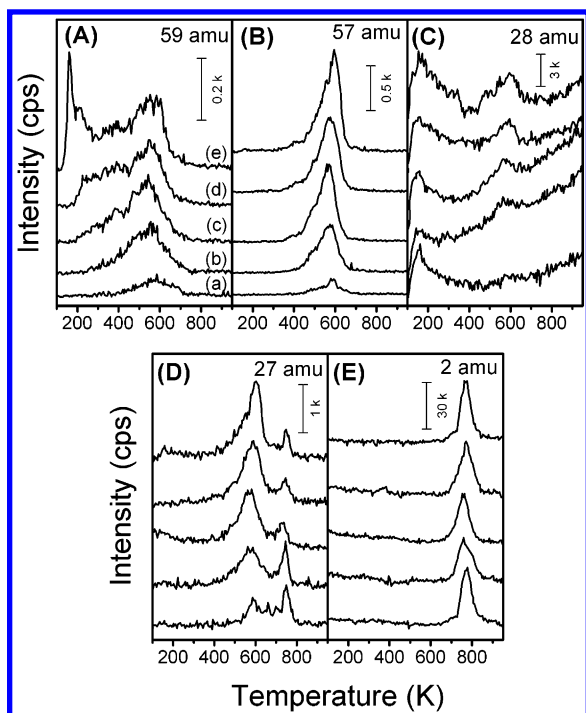 (A) 59 amu
(B) 57 amu
(C) 28 amu
0.2 k
0.5 k
3 k
(e)
(d)
(c)
(b)
(a)
Intensity (cps)
200 400 600 800
200 400 600 800
200 400 600 800
(D) 27 amu
(E) 2 amu
1 k
30 k
Intensity (cps)
200 400 600 800
200 400 600 800
Temperature (K)